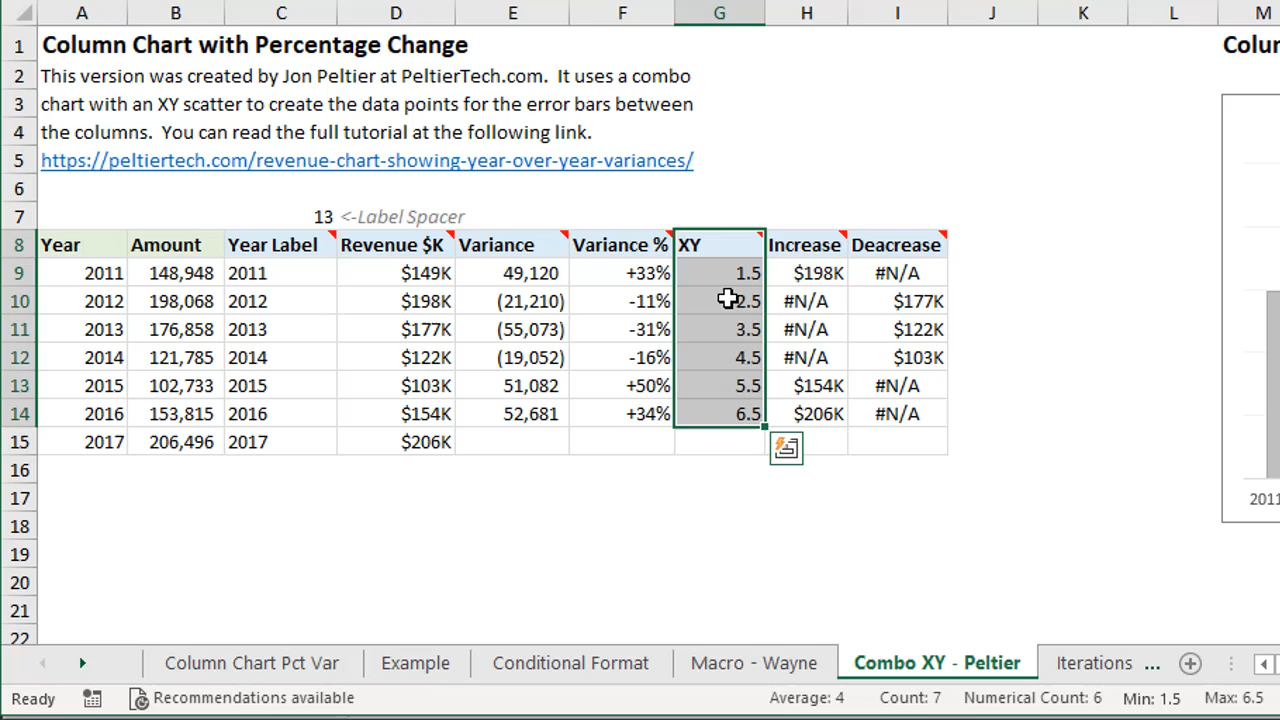 A B C D E F G H I J K L M
1 Column Chart with Percentage Change Colun
2 This version was created by Jon Peltier at PeltierTech.com. It uses a combo
3 chart with an XY scatter to create the data points for the error bars between
4 the columns. You can read the full tutorial at the following link.
5 https://peltiertech.com/revenue-chart-showing-year-over-year-variances/
6
7 13 <-Label Spacer
8 Year Amount Year Label Revenue $K Variance Variance % XY Increase Deacrease
9 2011 148,948 2011 $149K 49,120 +33% 1.5 $198K #N/A
10 2012 198,068 2012 $198K (21,210) -11% 2.5 #N/A $177K
11 2013 176,858 2013 $177K (55,073) -31% 3.5 #N/A $122K
12 2014 121,785 2014 $122K (19,052) -16% 4.5 #N/A $103K
13 2015 102,733 2015 $103K 51,082 +50% 5.5 $154K #N/A
14 2016 153,815 2016 $154K 52,681 +34% 6.5 $206K #N/A
15 2017 206,496 2017 $206K
16
17
18
2011
19
20
21
22
Column Chart Pct Var Example Conditional Format Macro - Wayne Combo XY - Peltier Iterations ...
Ready Recommendations available Average: 4 Count: 7 Numerical Count: 6 Min: 1.5 Max: 6.5